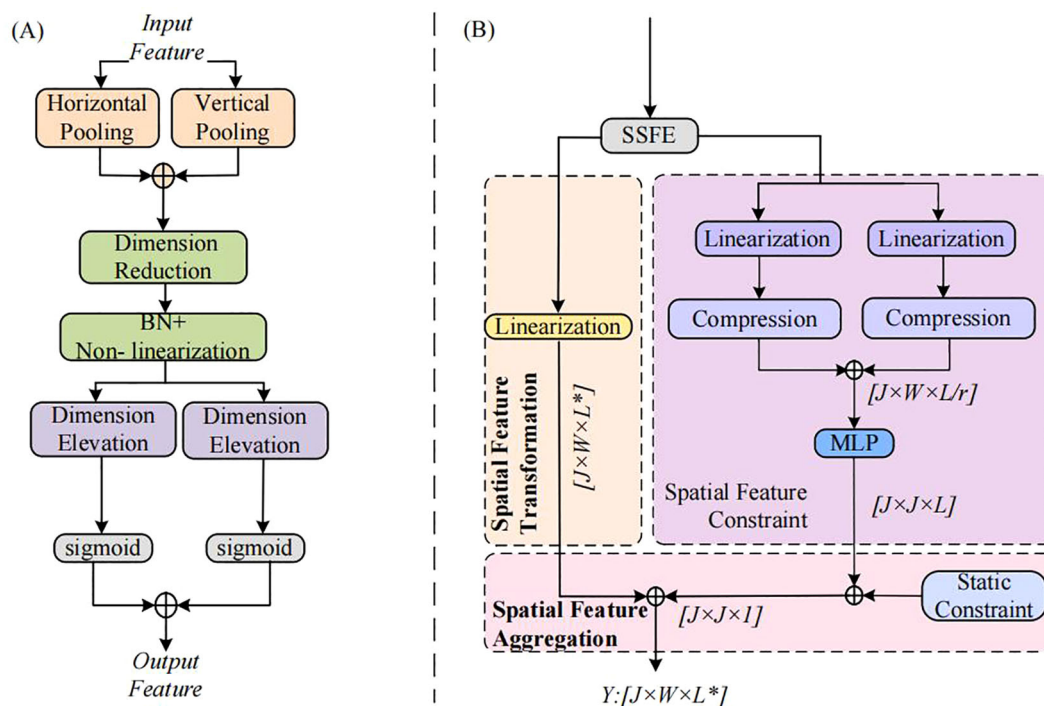 (A)
Input
Feature
Horizontal
Pooling
Vertical
Pooling
Dimension
Reduction
BN+
Non- linearization
Dimension
Elevation
Dimension
Elevation
sigmoid
sigmoid
Output
Feature
(B)
SSFE
Linearization
Linearization
Linearization
Compression
Compression
[J×W×L/r]
MLP
Spatial Feature
Constraint
[J×J×L]
Spatial Feature
Transformation
[J×W×L*]
Static
Constraint
Spatial Feature
Aggregation
[J×J×1]
Y:[J×W×L*]